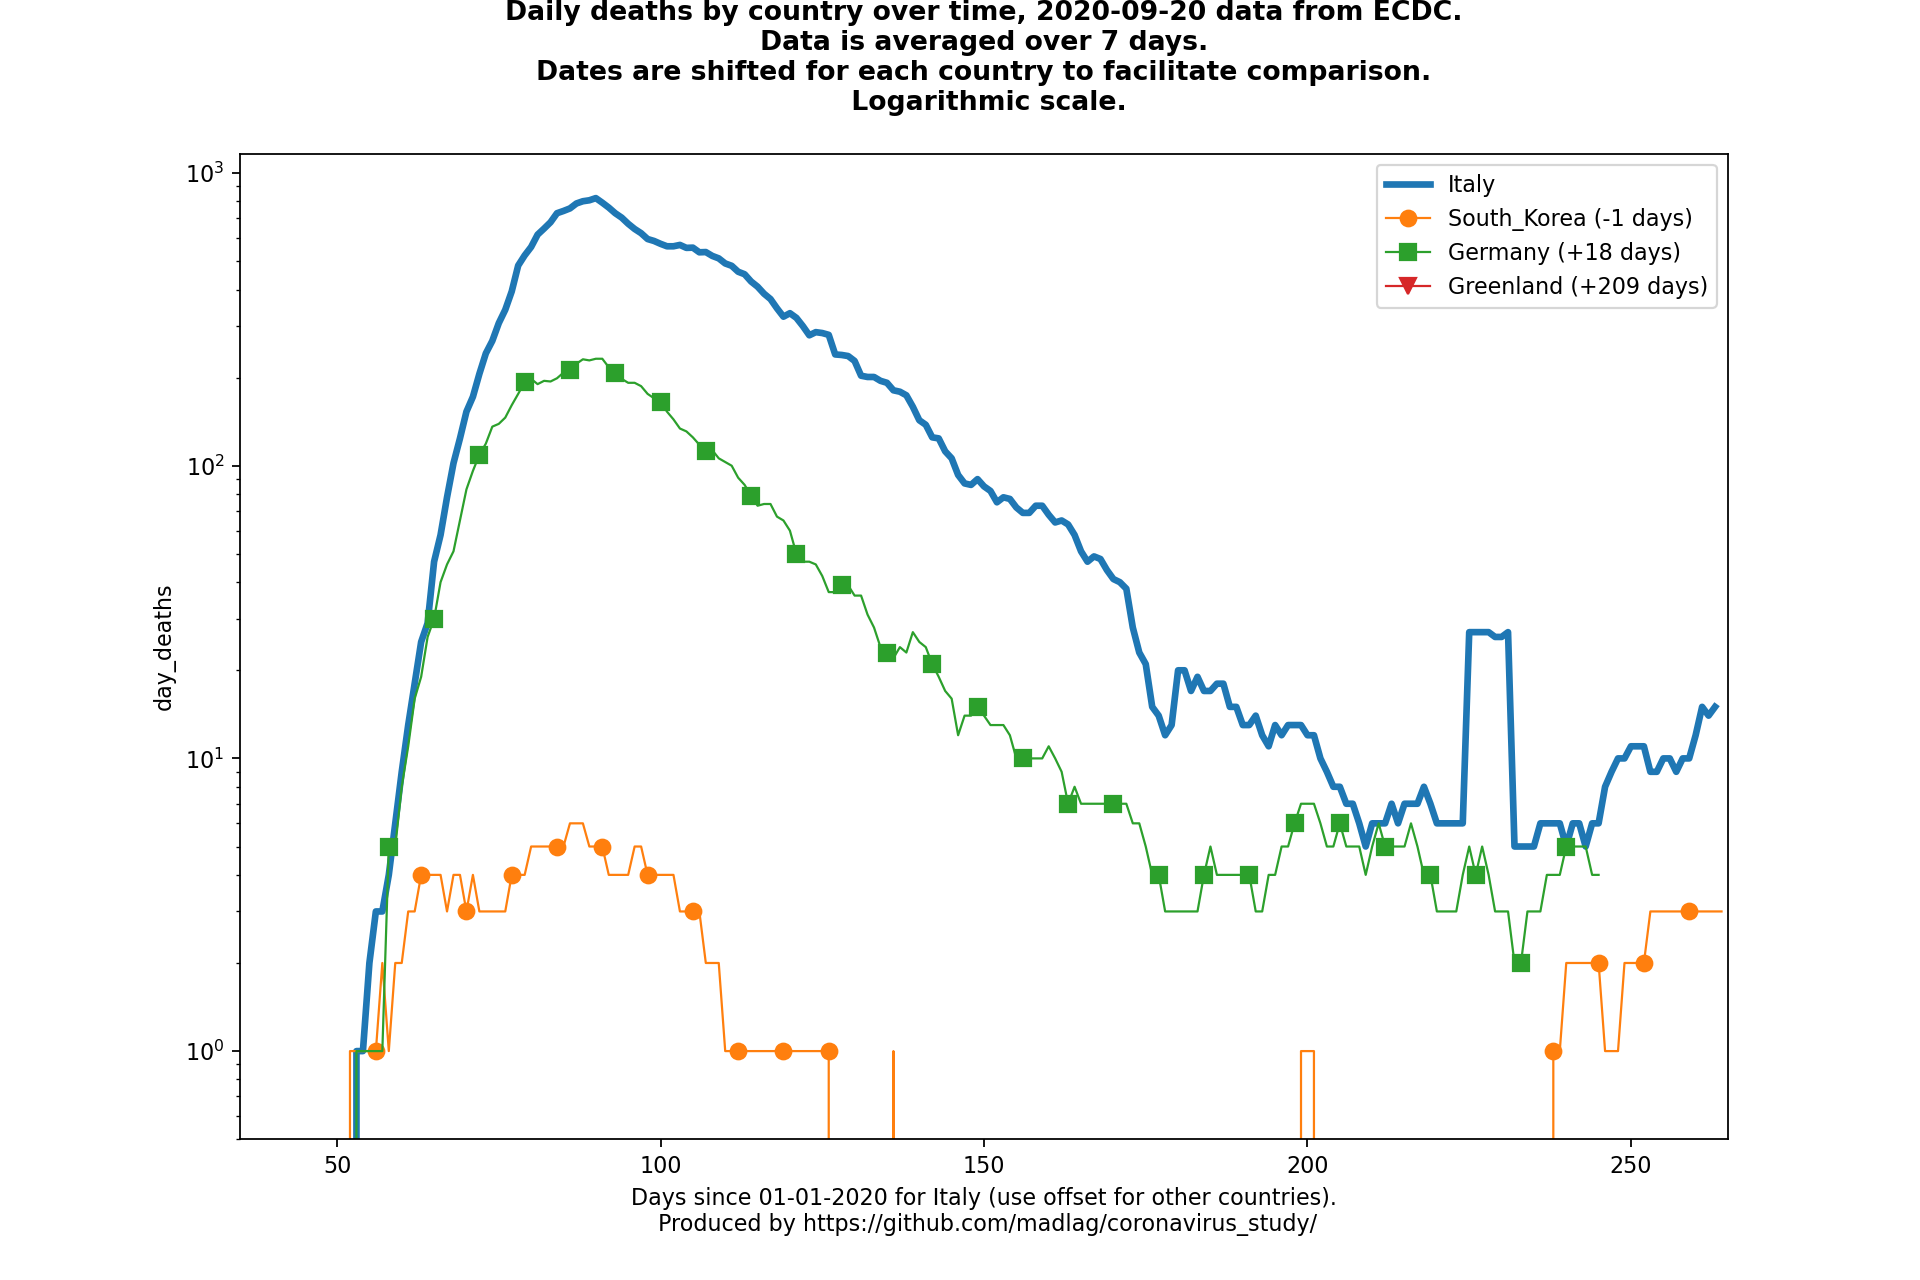 Daily deaths by country over time, 2020-09-20 data from ECDC.
Data is averaged over 7 days.
Dates are shifted for each country to facilitate comparison.
Logarithmic scale.
10³
10²
10¹
10⁰
day_deaths
Italy
South_Korea (-1 days)
Germany (+18 days)
Greenland (+209 days)
50 100 150 200 250
Days since 01-01-2020 for Italy (use offset for other countries).
Produced by https://github.com/madlag/coronavirus_study/